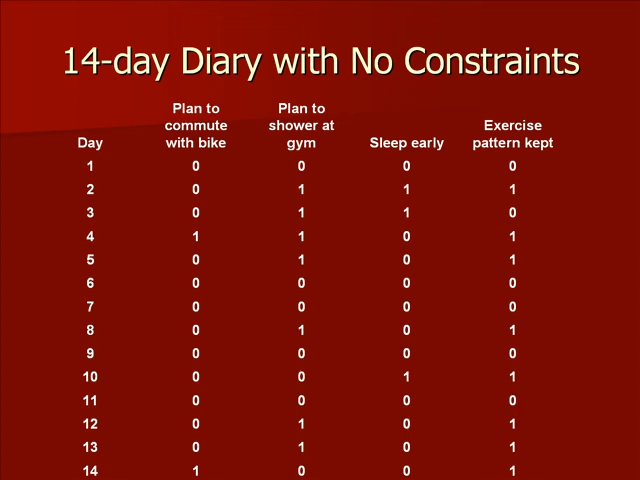 14-day Diary with No Constraints
Day Plan to commute with bike Plan to shower at gym Sleep early Exercise pattern kept
1 0 0 0 0
2 0 1 1 1
3 0 1 1 0
4 1 1 0 1
5 0 1 0 1
6 0 0 0 0
7 0 0 0 0
8 0 1 0 1
9 0 0 0 0
10 0 0 1 1
11 0 0 0 0
12 0 1 0 1
13 0 1 0 1
14 1 0 0 1